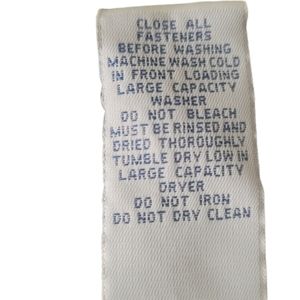 CLOSE ALL
FASTENERS
BEFORE WASHING
MACHINE WASH COLD
IN FRONT LOADING
LARGE CAPACITY
WASHER
DO NOT BLEACH
MUST BE RINSED AND
DRIED THOROUGHLY
TUMBLE DRY LOW IN
LARGE CAPACITY
DRYER
DO NOT IRON
DO NOT DRY CLEAN